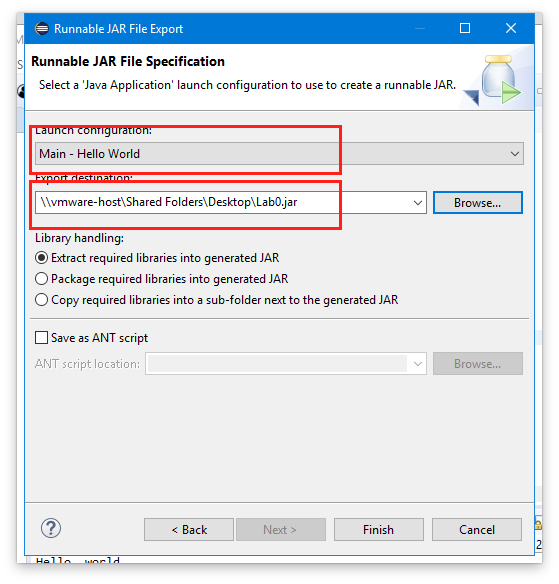 Runnable JAR File Export
Runnable JAR File Specification
Select a 'Java Application' launch configuration to use to create a runnable JAR.
Launch configuration:
Main - Hello World
Export destination:
\\vmware-host\Shared Folders\Desktop\Lab0.jar
Browse...
Library handling:
Extract required libraries into generated JAR
Package required libraries into generated JAR
Copy required libraries into a sub-folder next to the generated JAR
Save as ANT script
ANT script location:
Browse...
< Back
Next >
Finish
Cancel
Hello, world